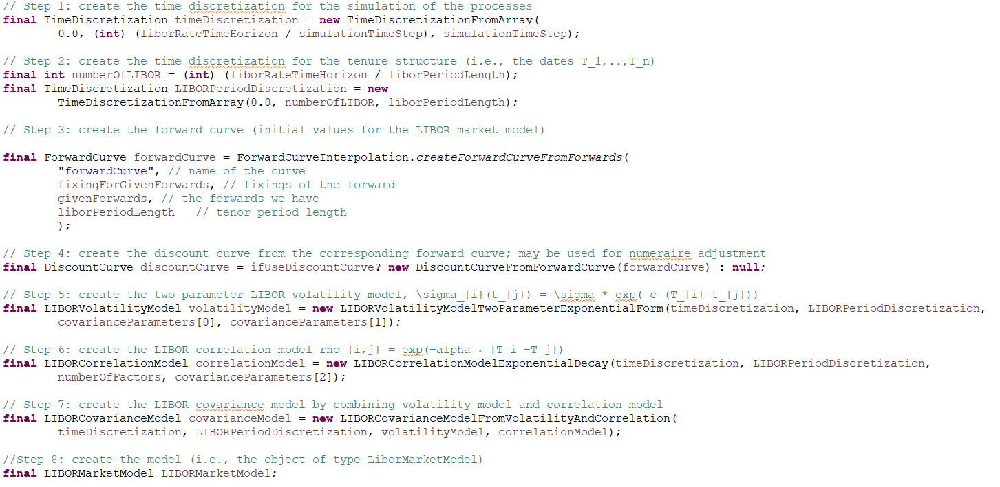 // Step 1: create the time discretization for the simulation of the processes
final TimeDiscretization timeDiscretization = new TimeDiscretizationFromArray(
0.0, (int) (liborRateTimeHorizon / simulationTimeStep), simulationTimeStep);
// Step 2: create the time discretization for the tenure structure (i.e., the dates T_1,..,T_n)
final int numberOfLIBOR = (int) (liborRateTimeHorizon / liborPeriodLength);
final TimeDiscretization LIBORPeriodDiscretization = new
TimeDiscretizationFromArray(0.0, numberOfLIBOR, liborPeriodLength);
// Step 3: create the forward curve (initial values for the LIBOR market model)
final ForwardCurve forwardCurve = ForwardCurveInterpolation.createForwardCurveFromForwards(
"forwardCurve", // name of the curve
fixingForGivenForwards, // fixings of the forward
givenForwards, // the forwards we have
liborPeriodLength   // tenor period length
);
// Step 4: create the discount curve from the corresponding forward curve; may be used for numeraire adjustment
final DiscountCurve discountCurve = ifUseDiscountCurve? new DiscountCurveFromForwardCurve(forwardCurve) : null;
// Step 5: create the two-parameter LIBOR volatility model, \sigma_{i}(t_{j}) = \sigma * exp(-c (T_{i}-t_{j}))
final LIBORVolatilityModel volatilityModel = new LIBORVolatilityModelTwoParameterExponentialForm(timeDiscretization, LIBORPeriodDiscretization,
covarianceParameters[0], covarianceParameters[1]);
// Step 6: create the LIBOR correlation model rho_{i,j} = exp(-alpha * |T_i -T_j|)
final LIBORCorrelationModel correlationModel = new LIBORCorrelationModelExponentialDecay(timeDiscretization, LIBORPeriodDiscretization,
numberOfFactors, covarianceParameters[2]);
// Step 7: create the LIBOR covariance model by combining volatility model and correlation model
final LIBORCovarianceModel covarianceModel = new LIBORCovarianceModelFromVolatilityAndCorrelation(
timeDiscretization, LIBORPeriodDiscretization, volatilityModel, correlationModel);
//Step 8: create the model (i.e., the object of type LiborMarketModel)
final LIBORMarketModel LIBORMarketModel;